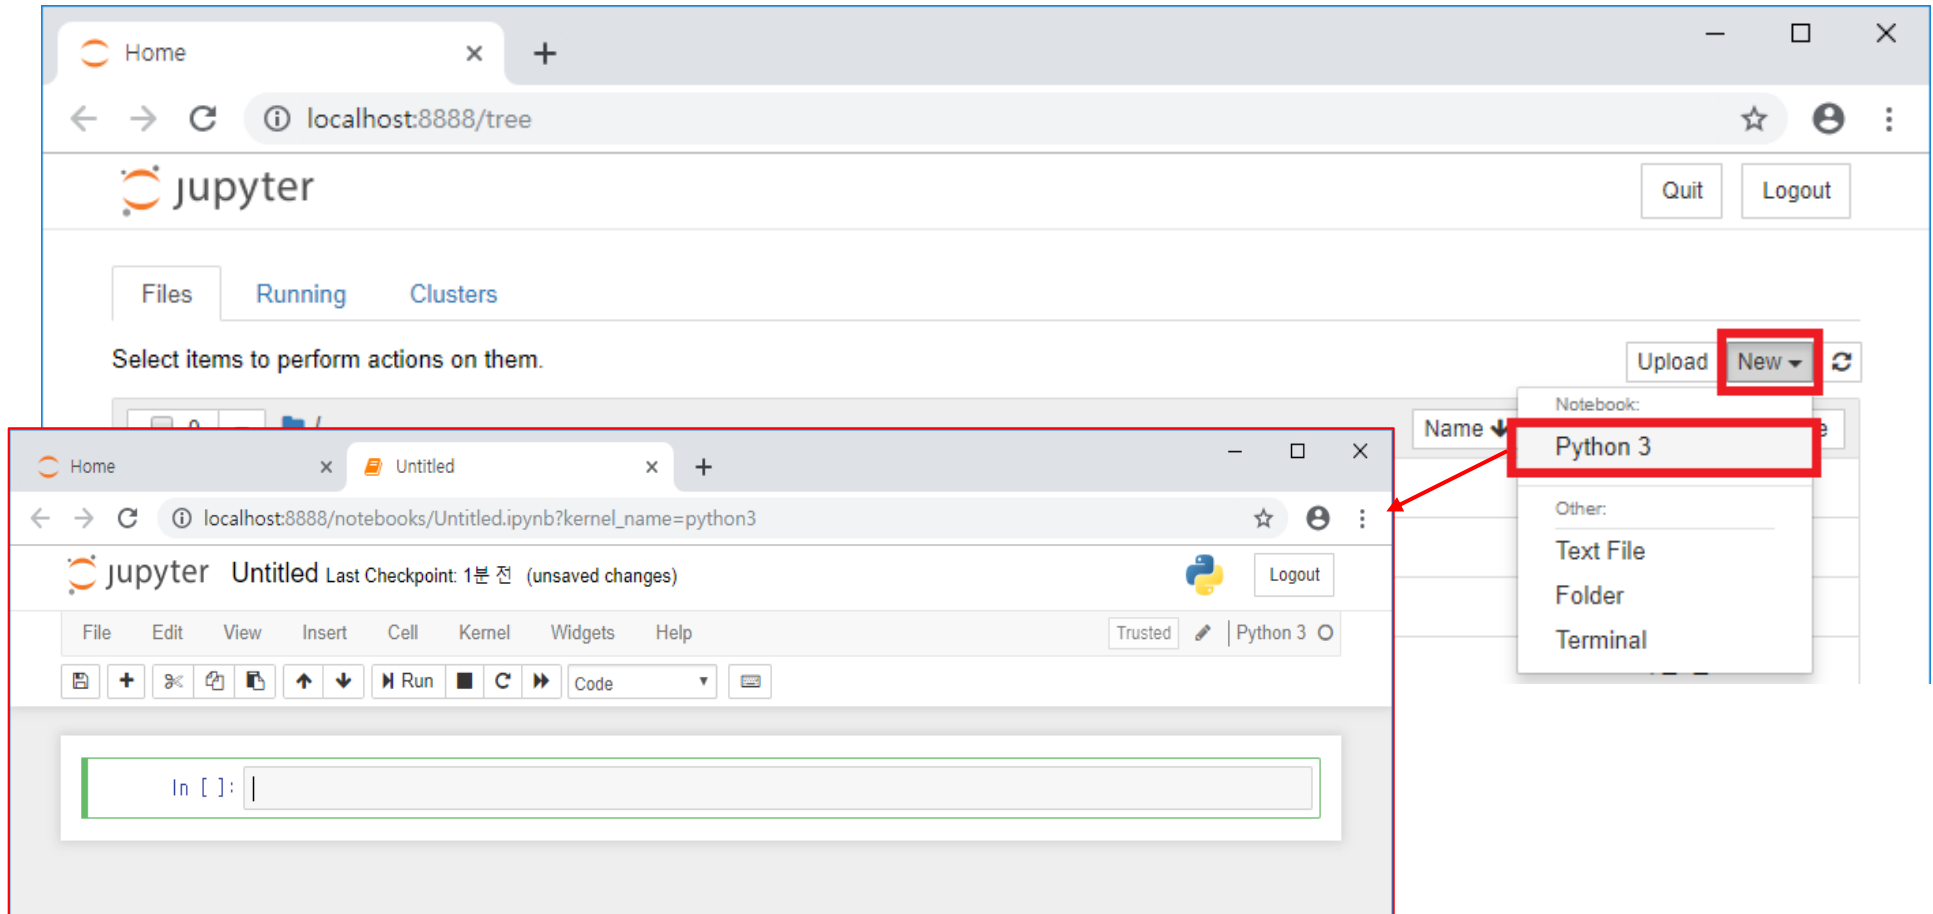 Home
localhost:8888/tree
jupyter
Quit Logout
Files Running Clusters
Select items to perform actions on them.
Upload New
Name
Notebook:
Python 3
Other:
Text File
Folder
Terminal
Home Untitled
localhost:8888/notebooks/Untitled.ipynb?kernel_name=python3
jupyter Untitled Last Checkpoint: 1분 전 (unsaved changes)
Logout
File Edit View Insert Cell Kernel Widgets Help
Trusted Python 3
Run Code
In [ ]: